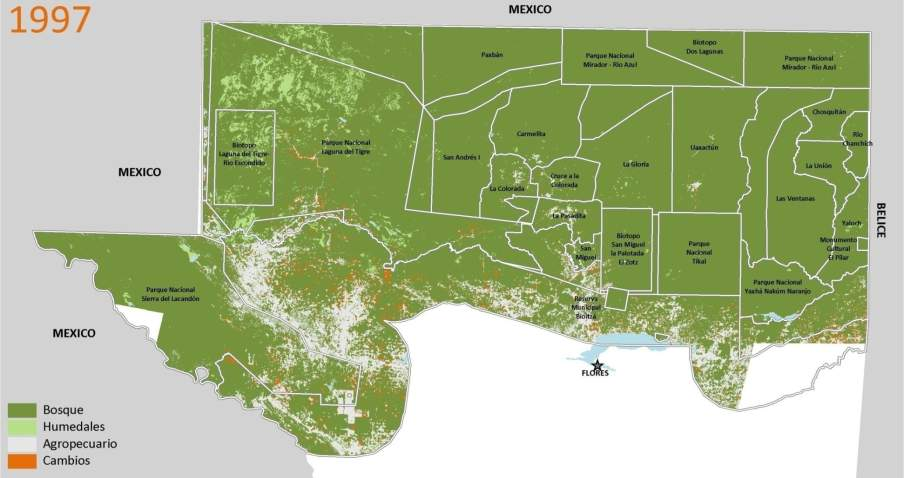 1997
MEXICO
Paxbán
Parque Nacional
Mirador - Río Azul
Biotopo
Dos Lagunas
Parque Nacional
Mirador - Río Azul
Biotopo
Laguna del Tigre-
Río Escondido
Parque Nacional
Laguna del Tigre
San Andrés I
Carmelita
La Colorada
Cruce a la
Colorada
La Gloria
Uaxactún
Chosquitán
Río
Chanchich
La Unión
Las Ventanas
MEXICO
La Pasadita
San
Miguel
Biotopo
San Miguel
la Palotada
El Zotz
Parque
Nacional
Tikal
Yaloch
Monumento
Cultural
El Pilar
BELICE
Parque Nacional
Sierra del Lacandón
Parque Nacional
Yaxhá Nakúm Naranjo
Reserva
Municipal
Bioitzá
MEXICO
FLORES
Bosque
Humedales
Agropecuario
Cambios